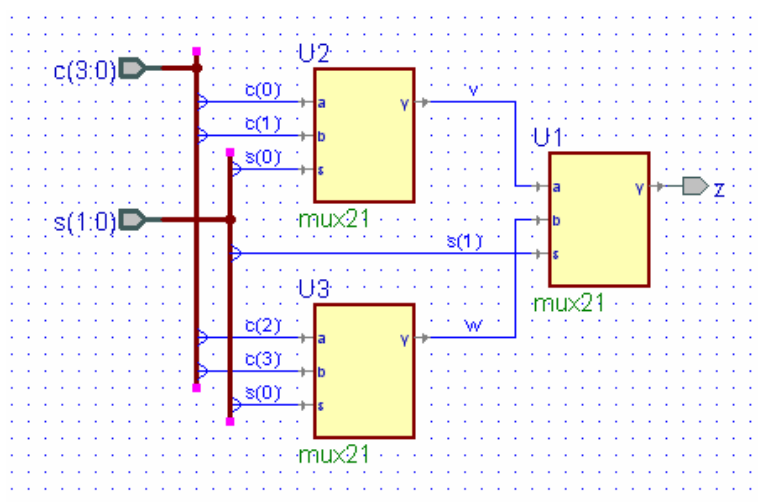 c(3:0)
s(1:0)
U2
c(0)
a
y
v
c(1)
b
s(0)
s
mux21
U1
a
y
z
b
s(1)
s
mux21
U3
c(2)
a
y
w
c(3)
b
s(0)
s
mux21